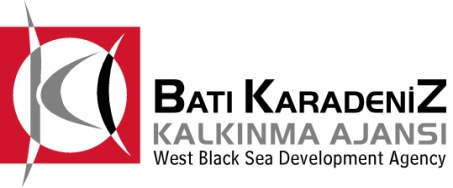 BATI KARADENİZ
KALKINMA AJANSI
West Black Sea Development Agency